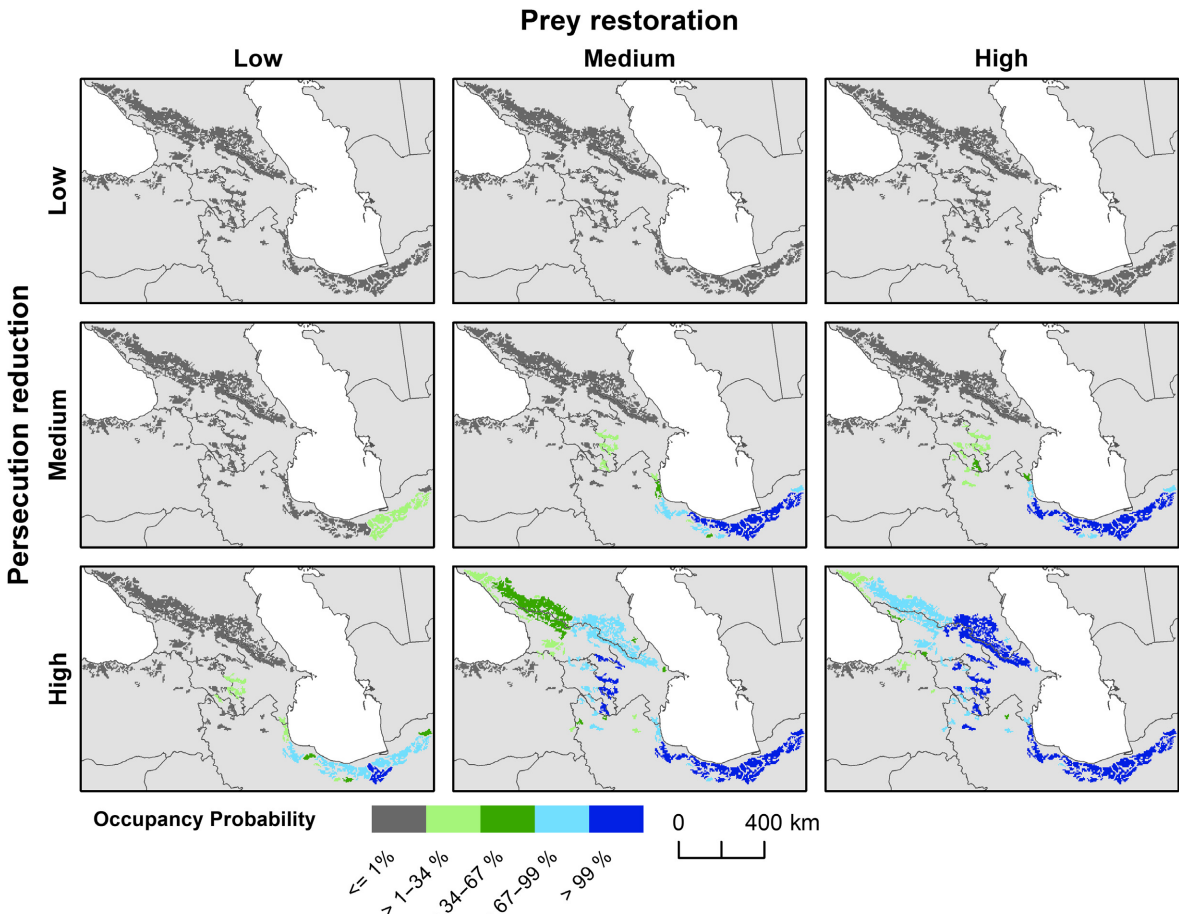 Prey restoration
Low Medium High
Persecution reduction
Low
Medium
High
Occupancy Probability
<= 1%
> 1–34 %
34–67 %
67–99 %
> 99 %
0 400 km